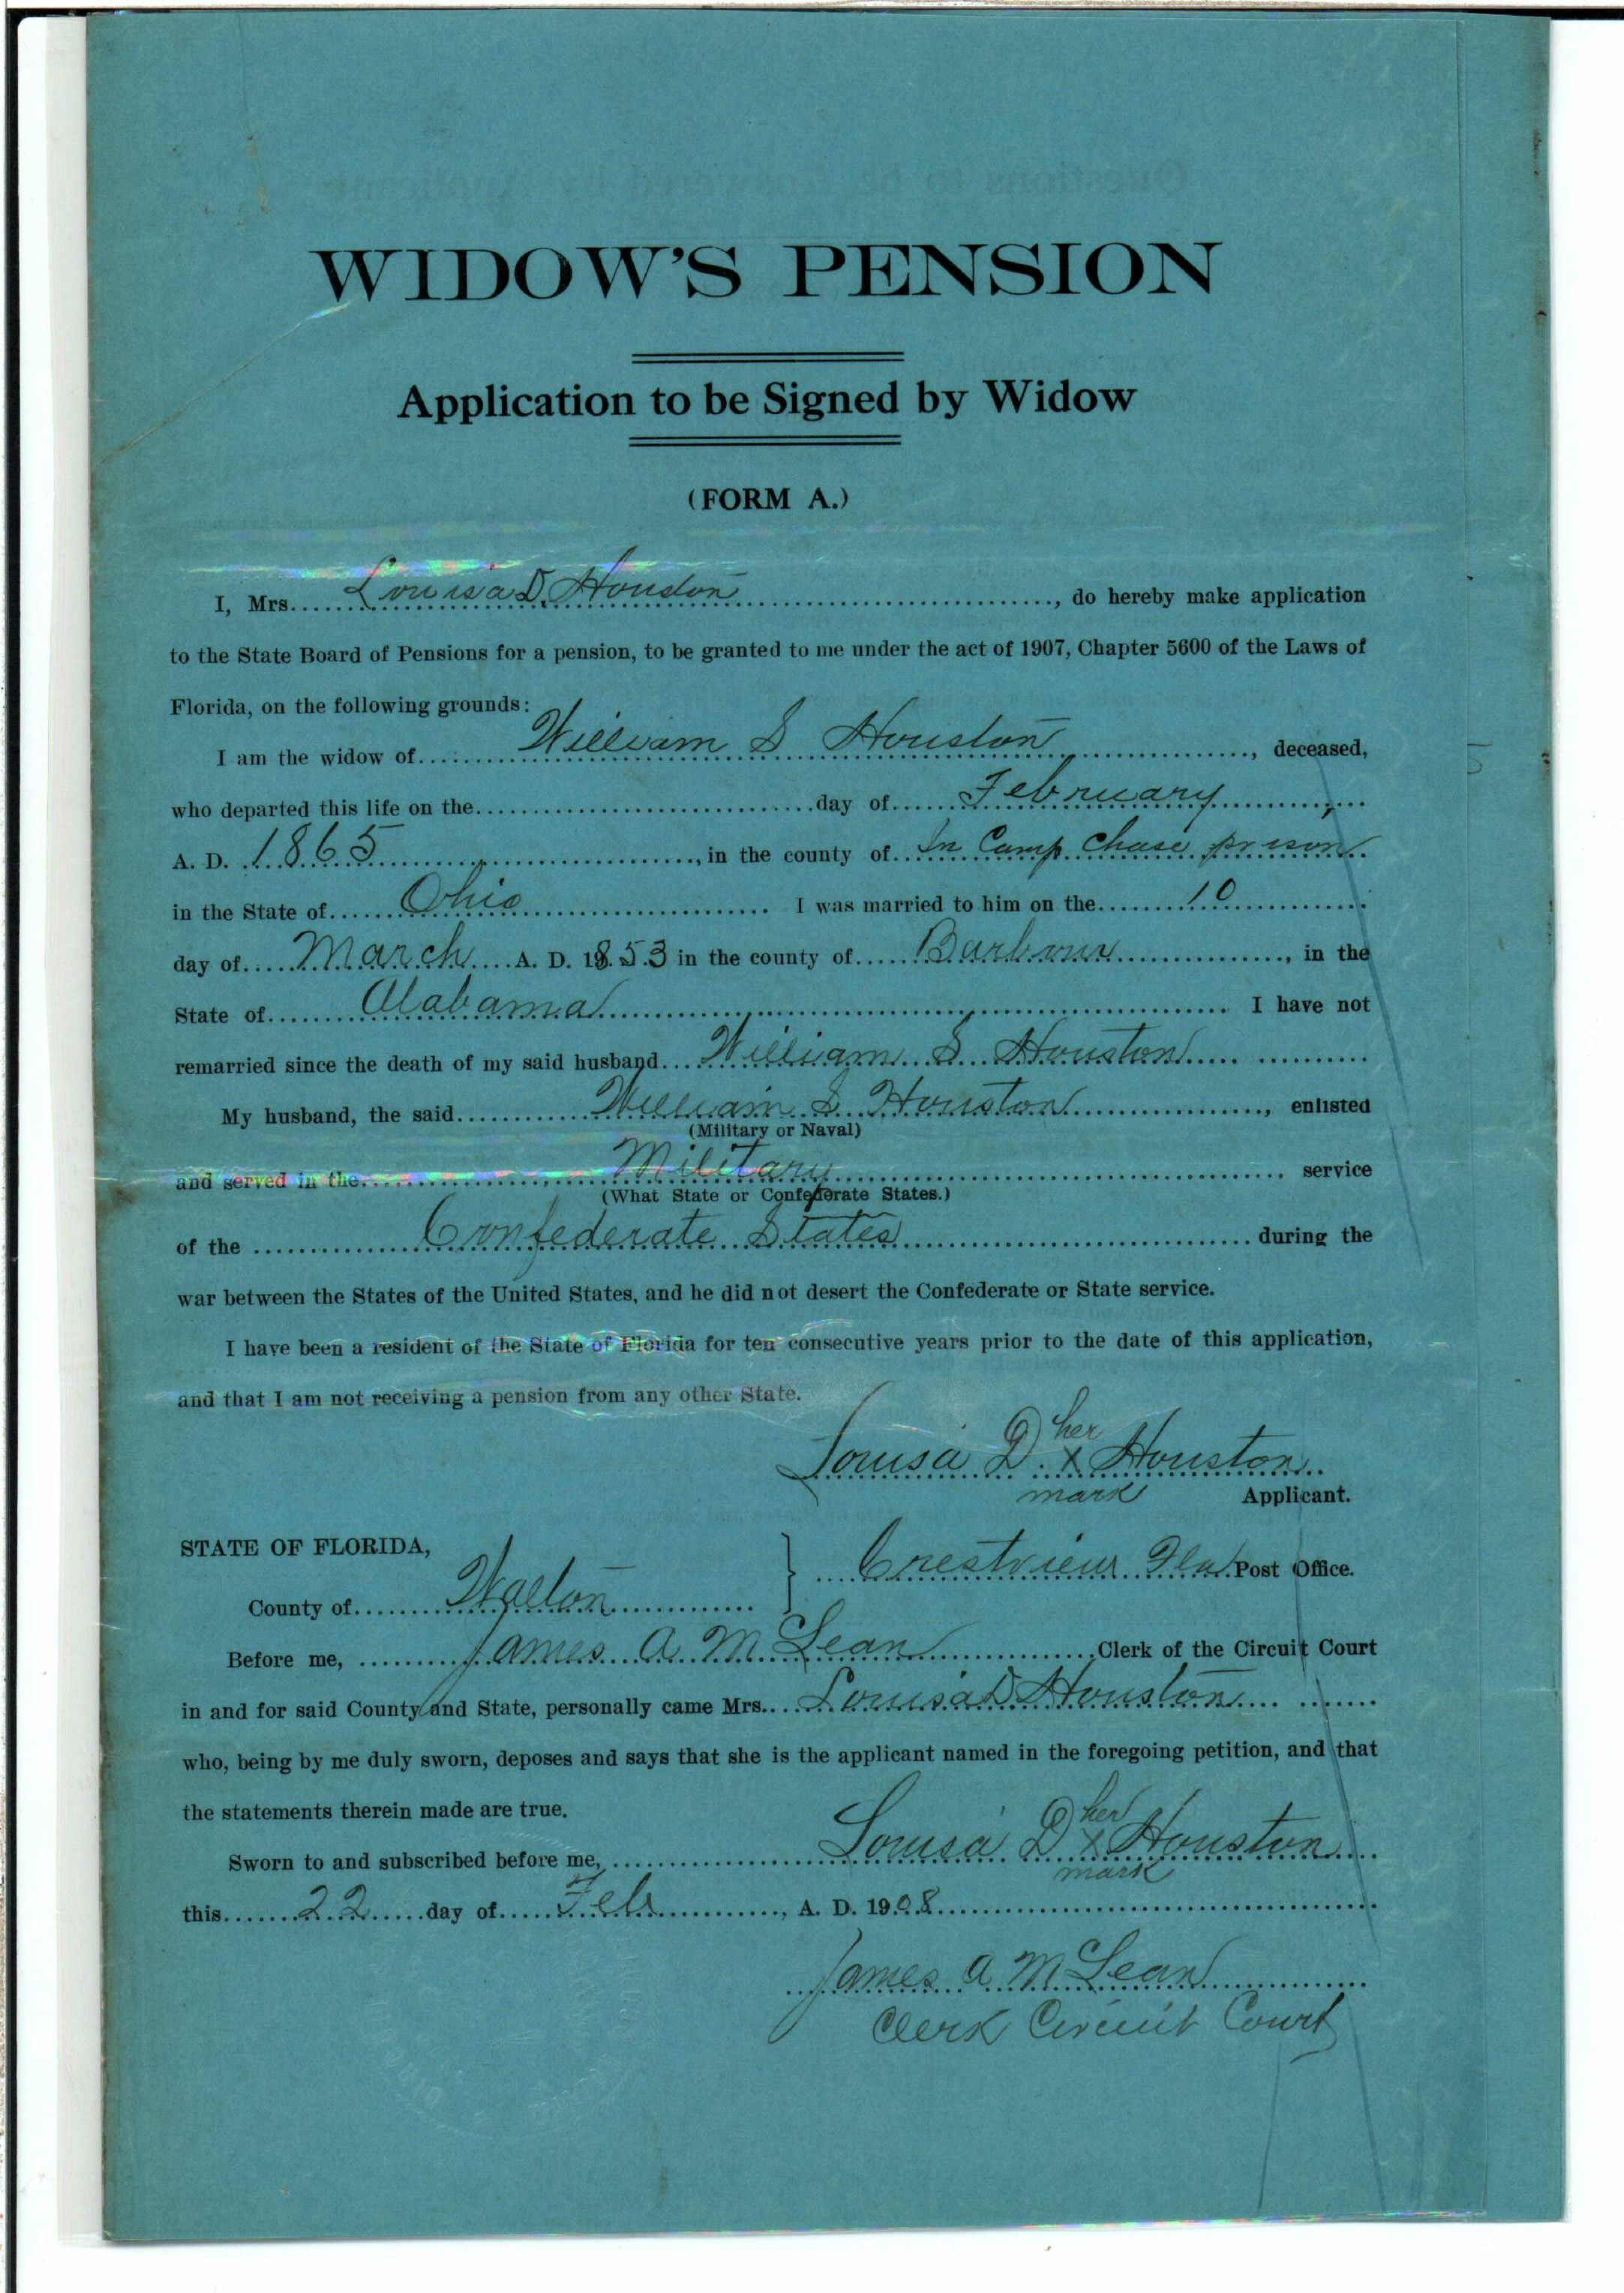 WIDOW'S PENSION
Application to be Signed by Widow
(FORM A.)
I, Mrs. Louisa D. Houston, do hereby make application
to the State Board of Pensions for a pension, to be granted to me under the act of 1907, Chapter 5600 of the Laws of
Florida, on the following grounds:
I am the widow of William S Houston, deceased,
who departed this life on the day of February,
A. D. 1865, in the county of In Camp Chase prison
in the State of Ohio I was married to him on the 10
day of March A. D. 1853 in the county of Barbour, in the
State of Alabama I have not
remarried since the death of my said husband William S Houston
My husband, the said William S Houston, enlisted
(Military or Naval)
and served in the Military service
(What State or Confederate States.)
of the Confederate States during the
war between the States of the United States, and he did not desert the Confederate or State service.
I have been a resident of the State of Florida for ten consecutive years prior to the date of this application,
and that I am not receiving a pension from any other State.
her
Louisa D. X Houston
mark Applicant.
STATE OF FLORIDA,
County of Walton } Crestview Fla Post Office.
Before me, James A McLean, Clerk of the Circuit Court
in and for said County and State, personally came Mrs. Louisa D Houston
who, being by me duly sworn, deposes and says that she is the applicant named in the foregoing petition, and that
the statements therein made are true.
her
Sworn to and subscribed before me, Louisa D X Houston
mark
this 22 day of Feb, A. D. 1908
James A McLean
Clerk Circuit Court